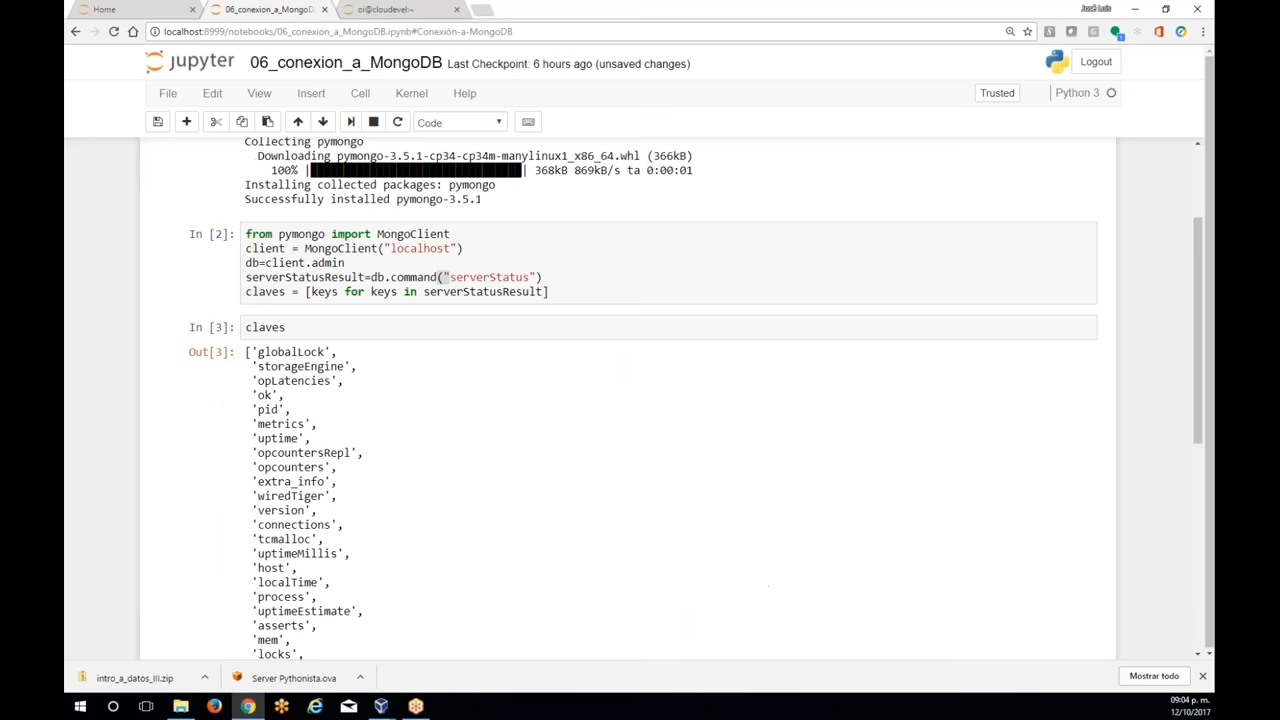 Home
06_conexion_a_MongoD
oi@cloudevel:~
José Luis
localhost:8999/notebooks/06_conexion_a_MongoDB.ipynb#Conexión-a-MongoDB
jupyter
06_conexion_a_MongoDB Last Checkpoint: 6 hours ago (unsaved changes)
Logout
File Edit View Insert Cell Kernel Help
Trusted
Python 3
Code
Collecting pymongo
Downloading pymongo-3.5.1-cp34-cp34m-manylinux1_x86_64.whl (366kB)
100% | | 368kB 869kB/s ta 0:00:01
Installing collected packages: pymongo
Successfully installed pymongo-3.5.1
In [2]: from pymongo import MongoClient
client = MongoClient("localhost")
db=client.admin
serverStatusResult=db.command("serverStatus")
claves = [keys for keys in serverStatusResult]
In [3]: claves
Out[3]: ['globalLock',
'storageEngine',
'opLatencies',
'ok',
'pid',
'metrics',
'uptime',
'opcountersRepl',
'opcounters',
'extra_info',
'wiredTiger',
'version',
'connections',
'tcmalloc',
'uptimeMillis',
'host',
'localTime',
'process',
'uptimeEstimate',
'asserts',
'mem',
'locks',
intro_a_datos_III.zip
Server Pythonista.ova
Mostrar todo
09:04 p. m.
12/10/2017